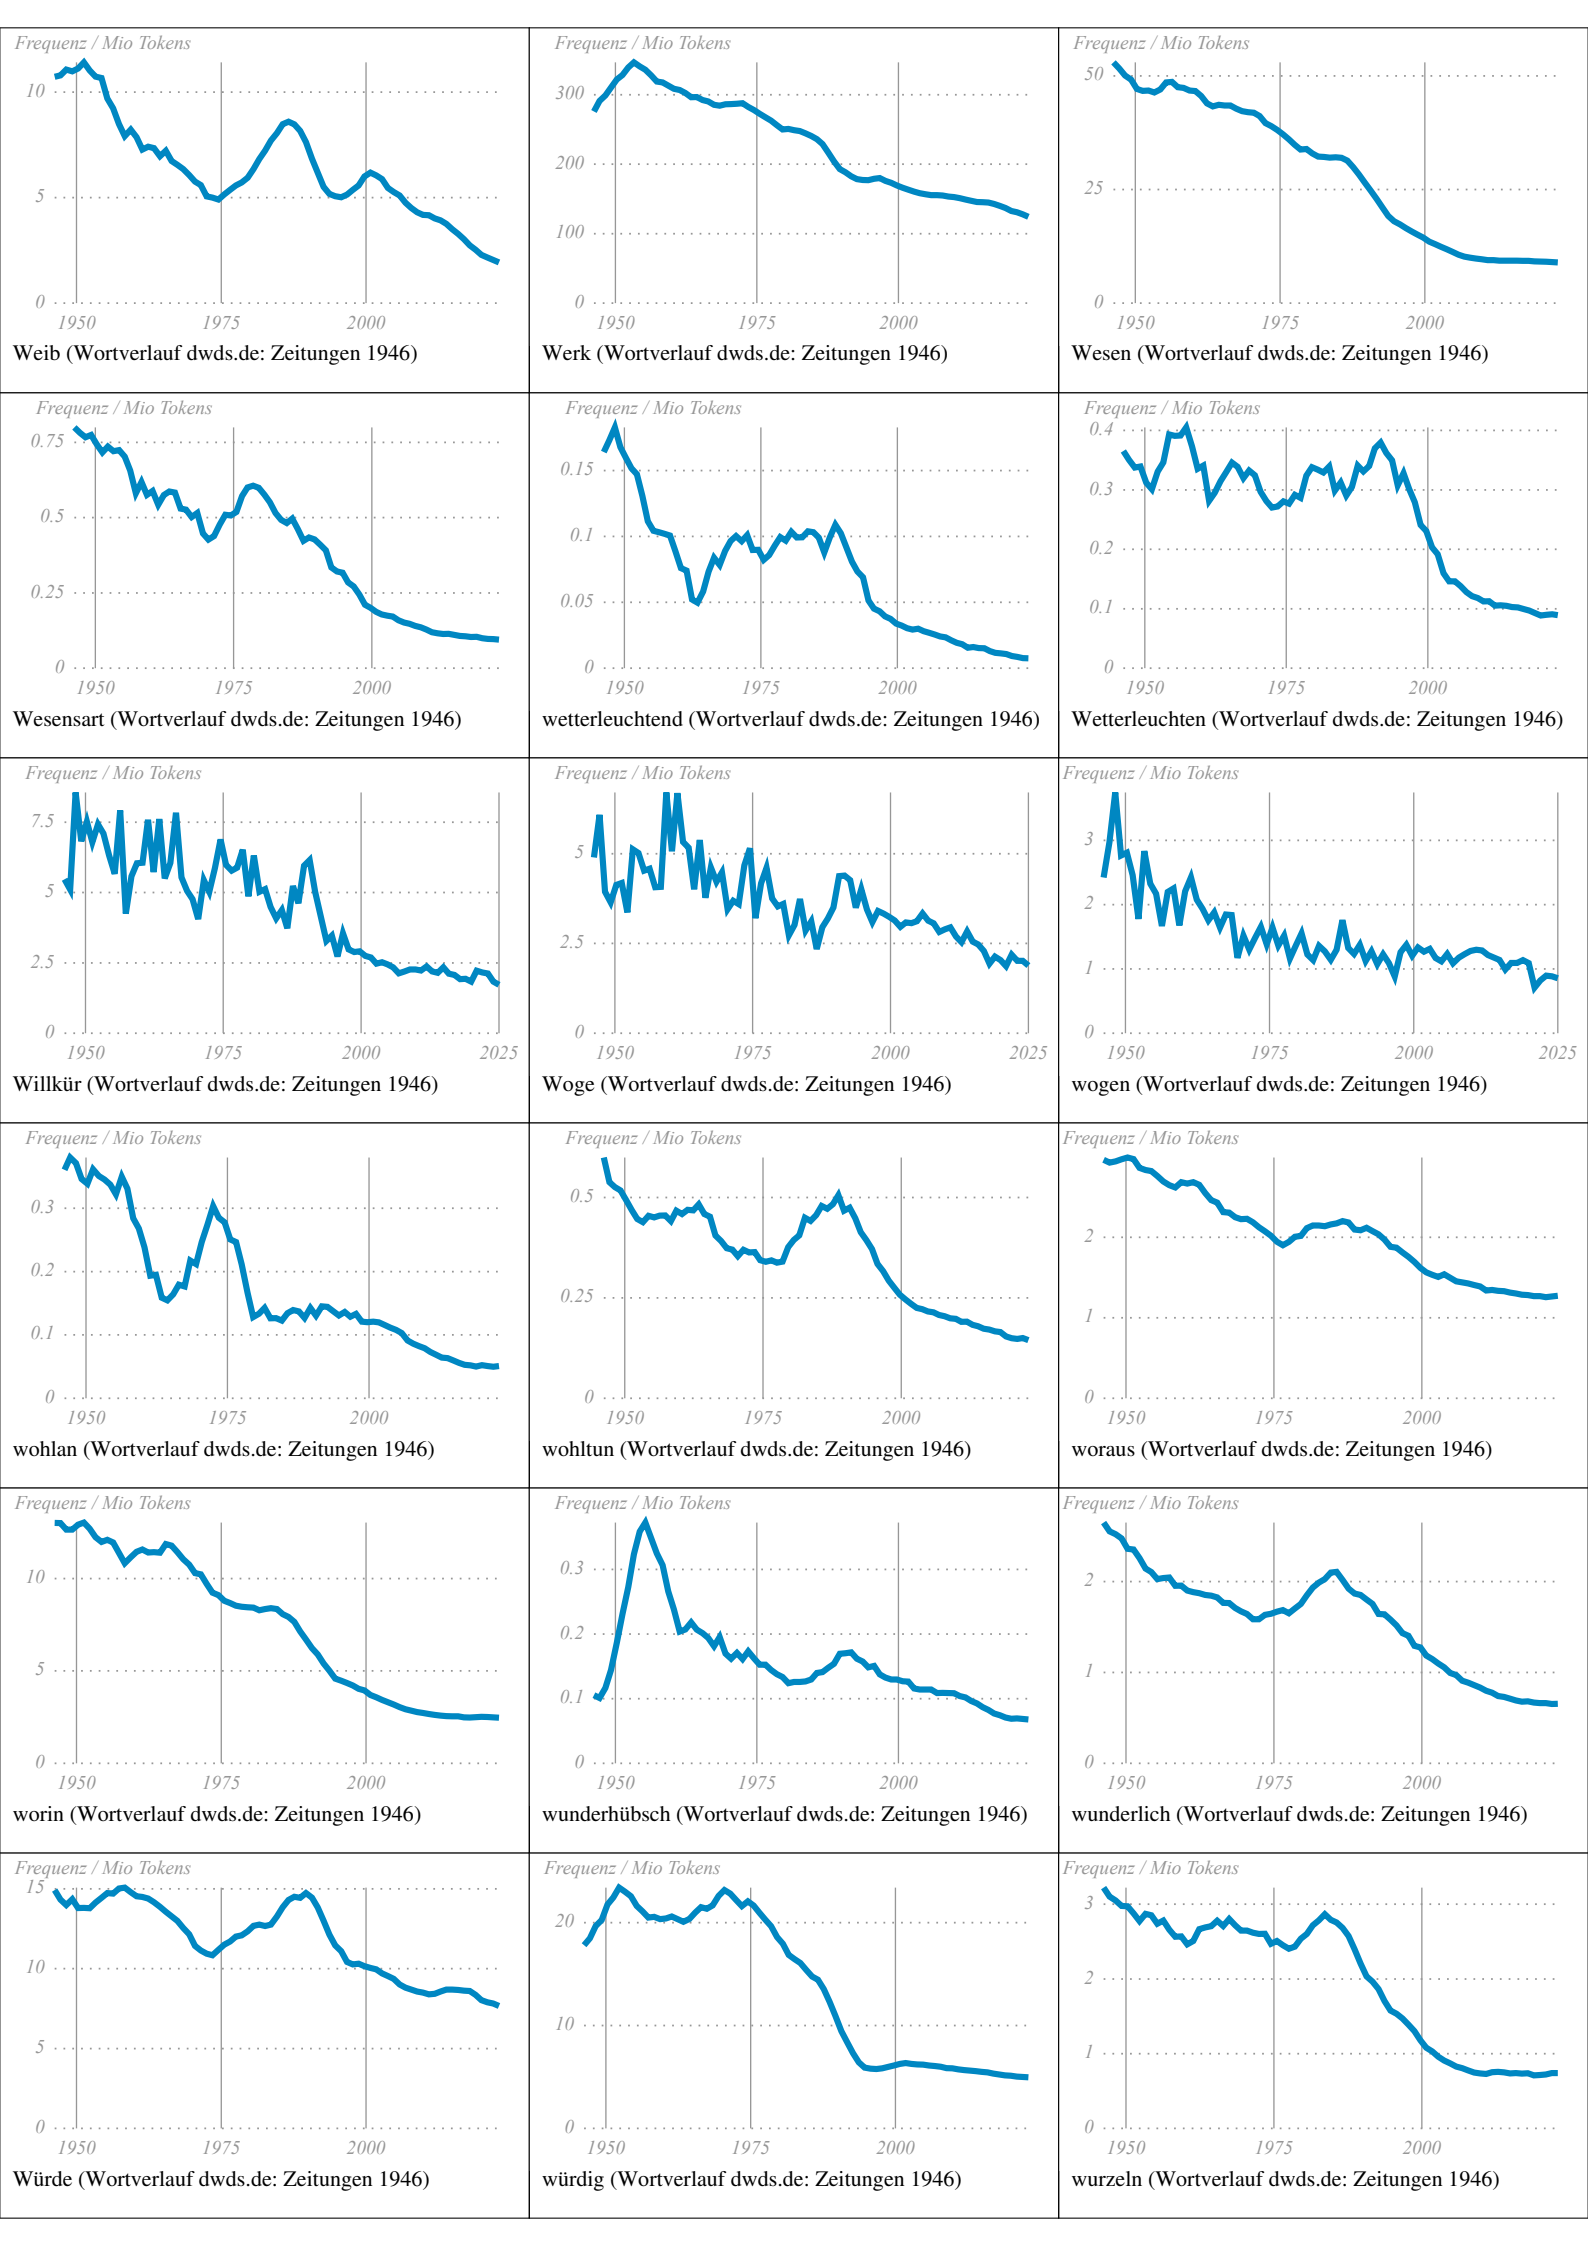 Frequenz / Mio Tokens
10
5
0
1950 1975 2000
Weib (Wortverlauf dwds.de: Zeitungen 1946)
Frequenz / Mio Tokens
300
200
100
0
1950 1975 2000
Werk (Wortverlauf dwds.de: Zeitungen 1946)
Frequenz / Mio Tokens
50
25
0
1950 1975 2000
Wesen (Wortverlauf dwds.de: Zeitungen 1946)
Frequenz / Mio Tokens
0.75
0.5
0.25
0
1950 1975 2000
Wesensart (Wortverlauf dwds.de: Zeitungen 1946)
Frequenz / Mio Tokens
0.15
0.1
0.05
0
1950 1975 2000
wetterleuchtend (Wortverlauf dwds.de: Zeitungen 1946)
Frequenz / Mio Tokens
0.4
0.3
0.2
0.1
0
1950 1975 2000
Wetterleuchten (Wortverlauf dwds.de: Zeitungen 1946)
Frequenz / Mio Tokens
7.5
5
2.5
0
1950 1975 2000 2025
Willkür (Wortverlauf dwds.de: Zeitungen 1946)
Frequenz / Mio Tokens
5
2.5
0
1950 1975 2000 2025
Woge (Wortverlauf dwds.de: Zeitungen 1946)
Frequenz / Mio Tokens
3
2
1
0
1950 1975 2000 2025
wogen (Wortverlauf dwds.de: Zeitungen 1946)
Frequenz / Mio Tokens
0.3
0.2
0.1
0
1950 1975 2000
wohlan (Wortverlauf dwds.de: Zeitungen 1946)
Frequenz / Mio Tokens
0.5
0.25
0
1950 1975 2000
wohltun (Wortverlauf dwds.de: Zeitungen 1946)
Frequenz / Mio Tokens
2
1
0
1950 1975 2000
woraus (Wortverlauf dwds.de: Zeitungen 1946)
Frequenz / Mio Tokens
10
5
0
1950 1975 2000
worin (Wortverlauf dwds.de: Zeitungen 1946)
Frequenz / Mio Tokens
0.3
0.2
0.1
0
1950 1975 2000
wunderhübsch (Wortverlauf dwds.de: Zeitungen 1946)
Frequenz / Mio Tokens
2
1
0
1950 1975 2000
wunderlich (Wortverlauf dwds.de: Zeitungen 1946)
Frequenz / Mio Tokens
15
10
5
0
1950 1975 2000
Würde (Wortverlauf dwds.de: Zeitungen 1946)
Frequenz / Mio Tokens
20
10
0
1950 1975 2000
würdig (Wortverlauf dwds.de: Zeitungen 1946)
Frequenz / Mio Tokens
3
2
1
0
1950 1975 2000
wurzeln (Wortverlauf dwds.de: Zeitungen 1946)